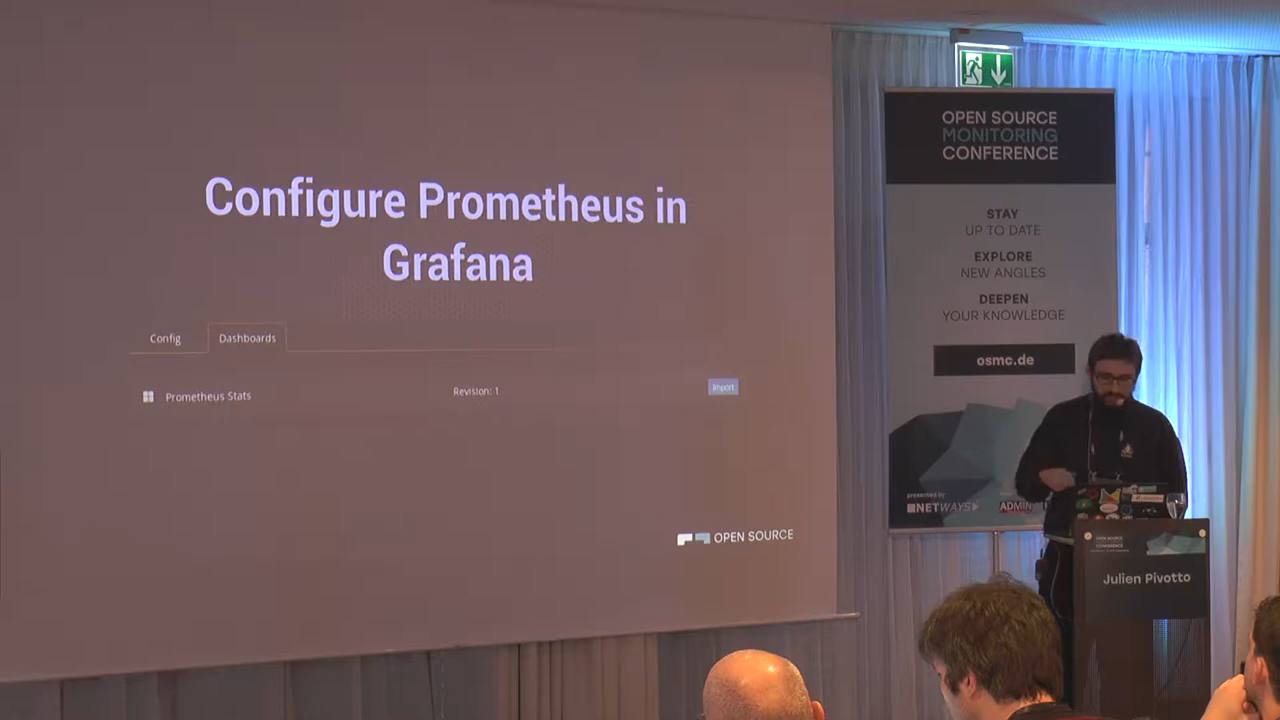 Configure Prometheus in
Grafana
Config
Dashboards
Prometheus Stats
Revision: 1
Import
OPEN SOURCE
OPEN SOURCE
MONITORING
CONFERENCE
STAY
UP TO DATE
EXPLORE
NEW ANGLES
DEEPEN
YOUR KNOWLEDGE
osmc.de
presented by
NETWAYS
ADMIN
Julien Pivotto